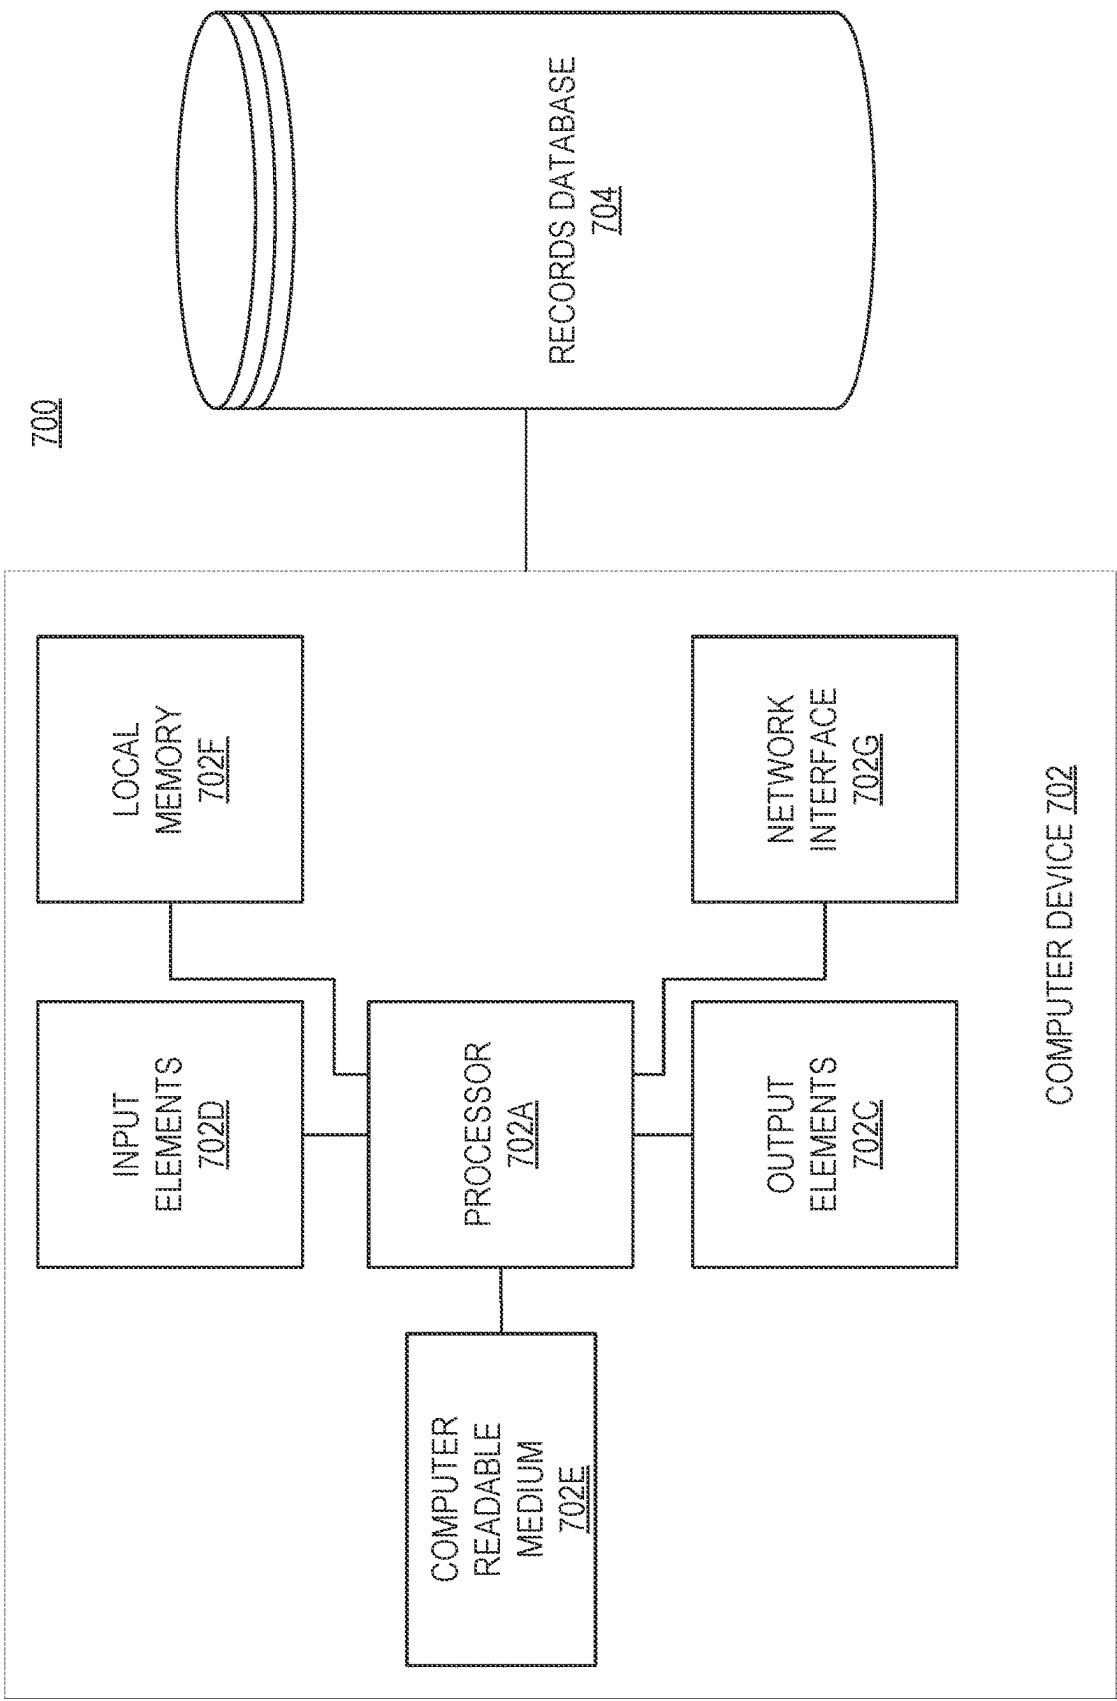 700
COMPUTER
READABLE
MEDIUM
702E
INPUT
ELEMENTS
702D
LOCAL
MEMORY
702F
PROCESSOR
702A
OUTPUT
ELEMENTS
702C
NETWORK
INTERFACE
702G
COMPUTER DEVICE 702
RECORDS DATABASE
704